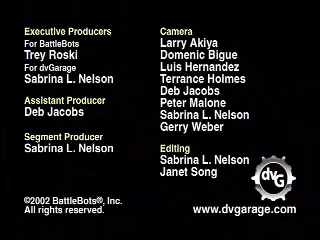 Executive Producers
For BattleBots
Trey Roski
For dvGarage
Sabrina L. Nelson
Assistant Producer
Deb Jacobs
Segment Producer
Sabrina L. Nelson
©2002 BattleBots®, Inc.
All rights reserved.
Camera
Larry Akiya
Domenic Bigue
Luis Hernandez
Terrance Holmes
Deb Jacobs
Peter Malone
Sabrina L. Nelson
Gerry Weber
Editing
Sabrina L. Nelson
Janet Song
dvG
www.dvgarage.com